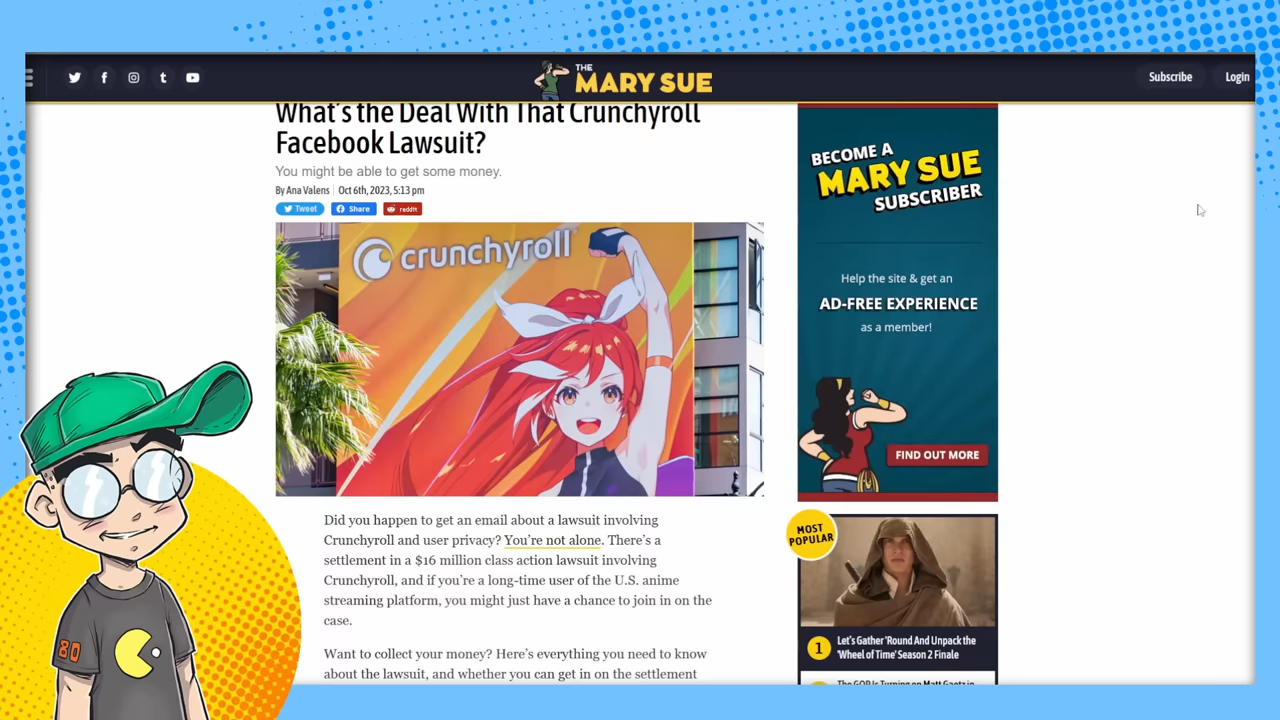 THE
MARY SUE
Subscribe
Login
What's the Deal With That Crunchyroll
Facebook Lawsuit?
You might be able to get some money.
By Ana Valens
Oct 6th, 2023, 5:13 pm
Tweet
Share
reddit
crunchyroll
Did you happen to get an email about a lawsuit involving
Crunchyroll and user privacy? You're not alone. There's a
settlement in a $16 million class action lawsuit involving
Crunchyroll, and if you're a long-time user of the U.S. anime
streaming platform, you might just have a chance to join in on the
case.
Want to collect your money? Here's everything you need to know
about the lawsuit, and whether you can get in on the settlement
BECOME A
MARY SUE
SUBSCRIBER
Help the site & get an
AD-FREE EXPERIENCE
as a member!
FIND OUT MORE
MOST
POPULAR
1
Let's Gather 'Round And Unpack the
'Wheel of Time' Season 2 Finale
The GOP Is Turning on Matt Gaetz in
80